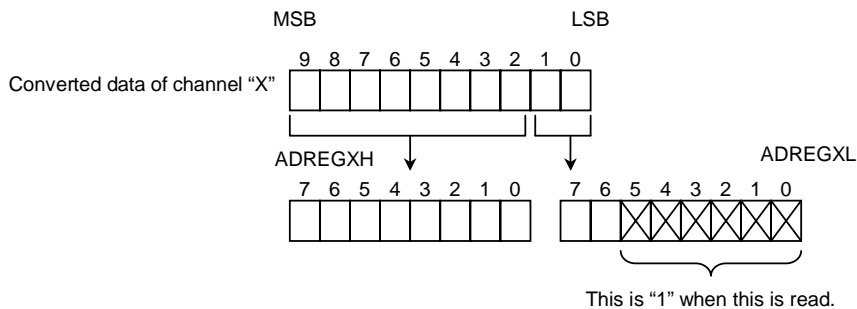 MSB LSB
9 8 7 6 5 4 3 2 1 0
Converted data of channel “X”
ADREGXH ADREGXL
7 6 5 4 3 2 1 0 7 6 5 4 3 2 1 0
This is “1” when this is read.